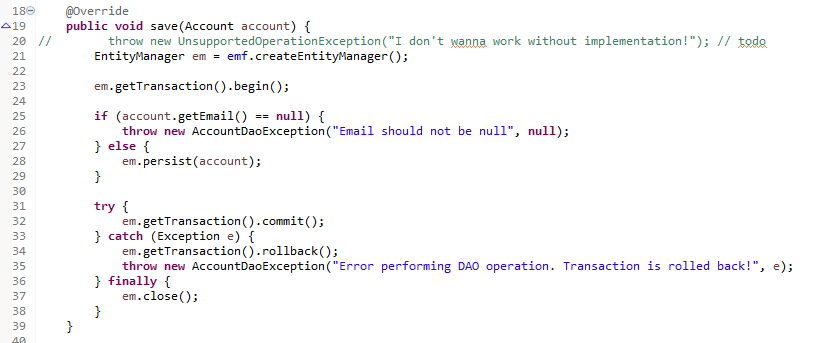 18 @Override
19 public void save(Account account) {
20 // throw new UnsupportedOperationException("I don't wanna work without implementation!"); // todo
21 EntityManager em = emf.createEntityManager();
22
23 em.getTransaction().begin();
24
25 if (account.getEmail() == null) {
26 throw new AccountDaoException("Email should not be null", null);
27 } else {
28 em.persist(account);
29 }
30
31 try {
32 em.getTransaction().commit();
33 } catch (Exception e) {
34 em.getTransaction().rollback();
35 throw new AccountDaoException("Error performing DAO operation. Transaction is rolled back!", e);
36 } finally {
37 em.close();
38 }
39 }
40